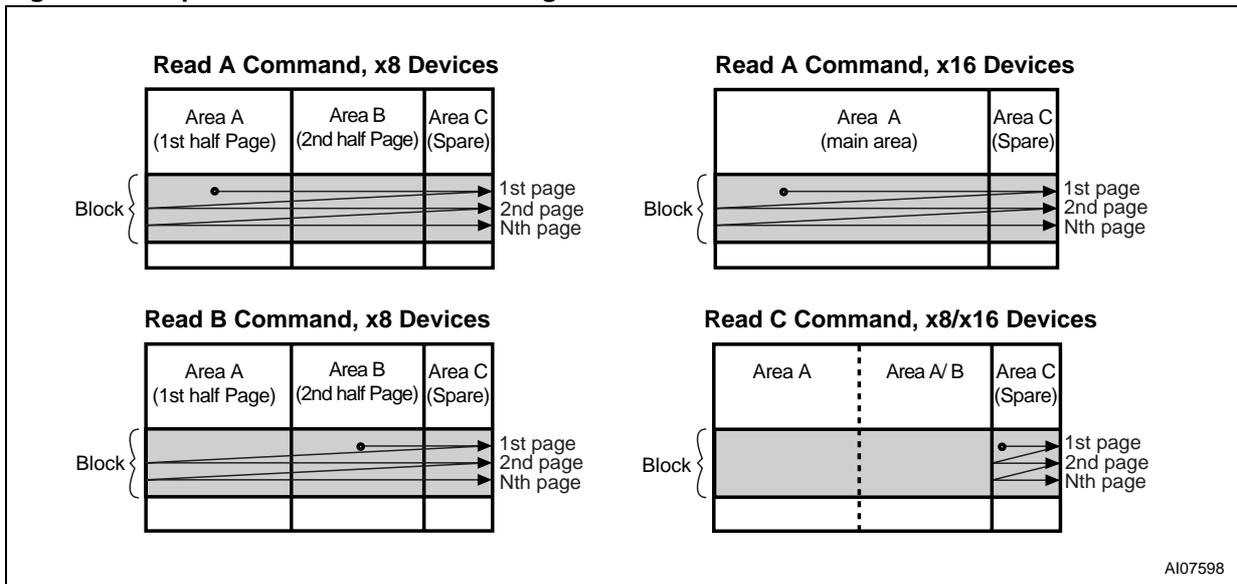 Read A Command, x8 Devices
Area A
(1st half Page)
Area B
(2nd half Page)
Area C
(Spare)
Block
1st page
2nd page
Nth page
Read A Command, x16 Devices
Area A
(main area)
Area C
(Spare)
Block
1st page
2nd page
Nth page
Read B Command, x8 Devices
Area A
(1st half Page)
Area B
(2nd half Page)
Area C
(Spare)
Block
1st page
2nd page
Nth page
Read C Command, x8/x16 Devices
Area A
Area A/ B
Area C
(Spare)
Block
1st page
2nd page
Nth page
AI07598